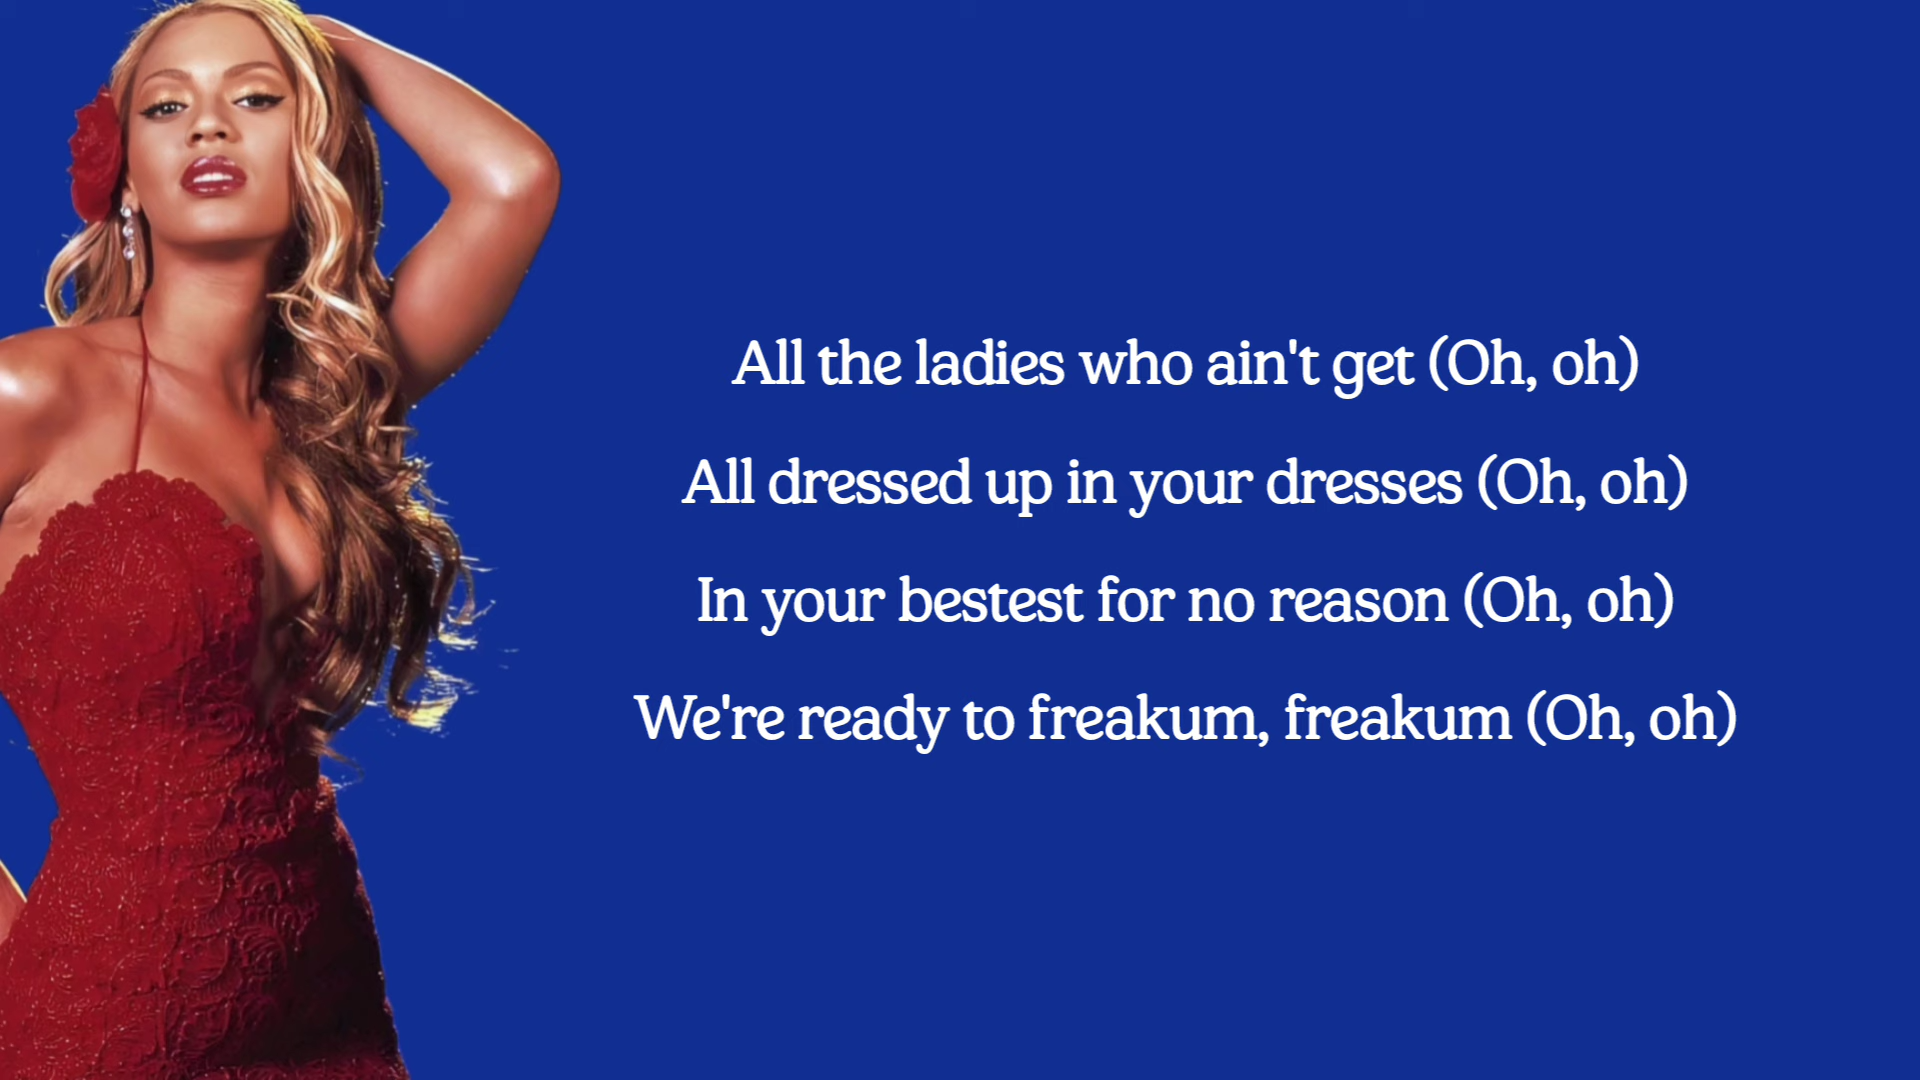 All the ladies who ain't get (Oh, oh)
All dressed up in your dresses (Oh, oh)
In your bestest for no reason (Oh, oh)
We're ready to freakum, freakum (Oh, oh)